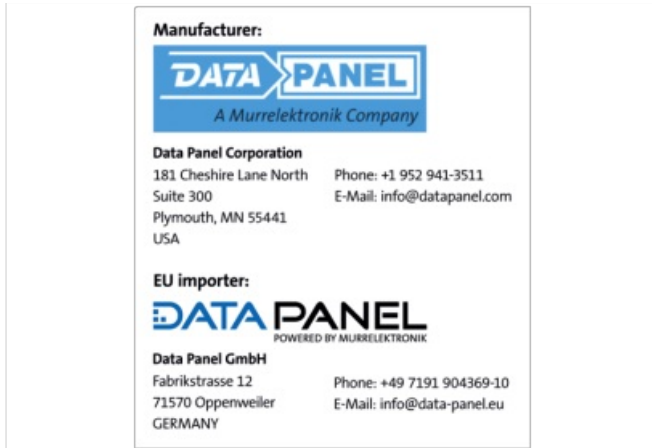 Manufacturer:
DATA PANEL
A Murrelektronik Company
Data Panel Corporation
181 Cheshire Lane North Phone: +1 952 941-3511
Suite 300 E-Mail: info@datapanel.com
Plymouth, MN 55441
USA
EU importer:
DATA PANEL
POWERED BY MURRELEKTRONIK
Data Panel GmbH
Fabrikstrasse 12 Phone: +49 7191 904369-10
71570 Oppenweiler E-Mail: info@data-panel.eu
GERMANY